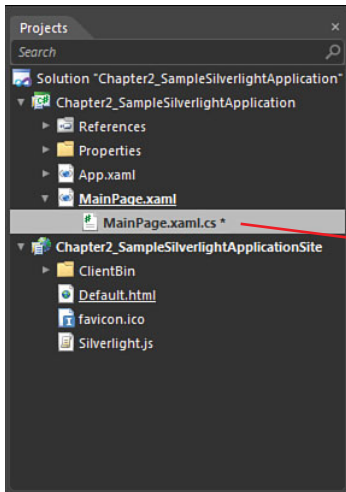 Projects ×
Search
Solution "Chapter2_SampleSilverlightApplication"
Chapter2_SampleSilverlightApplication
References
Properties
App.xaml
MainPage.xaml
MainPage.xaml.cs *
Chapter2_SampleSilverlightApplicationSite
ClientBin
Default.html
favicon.ico
Silverlight.js